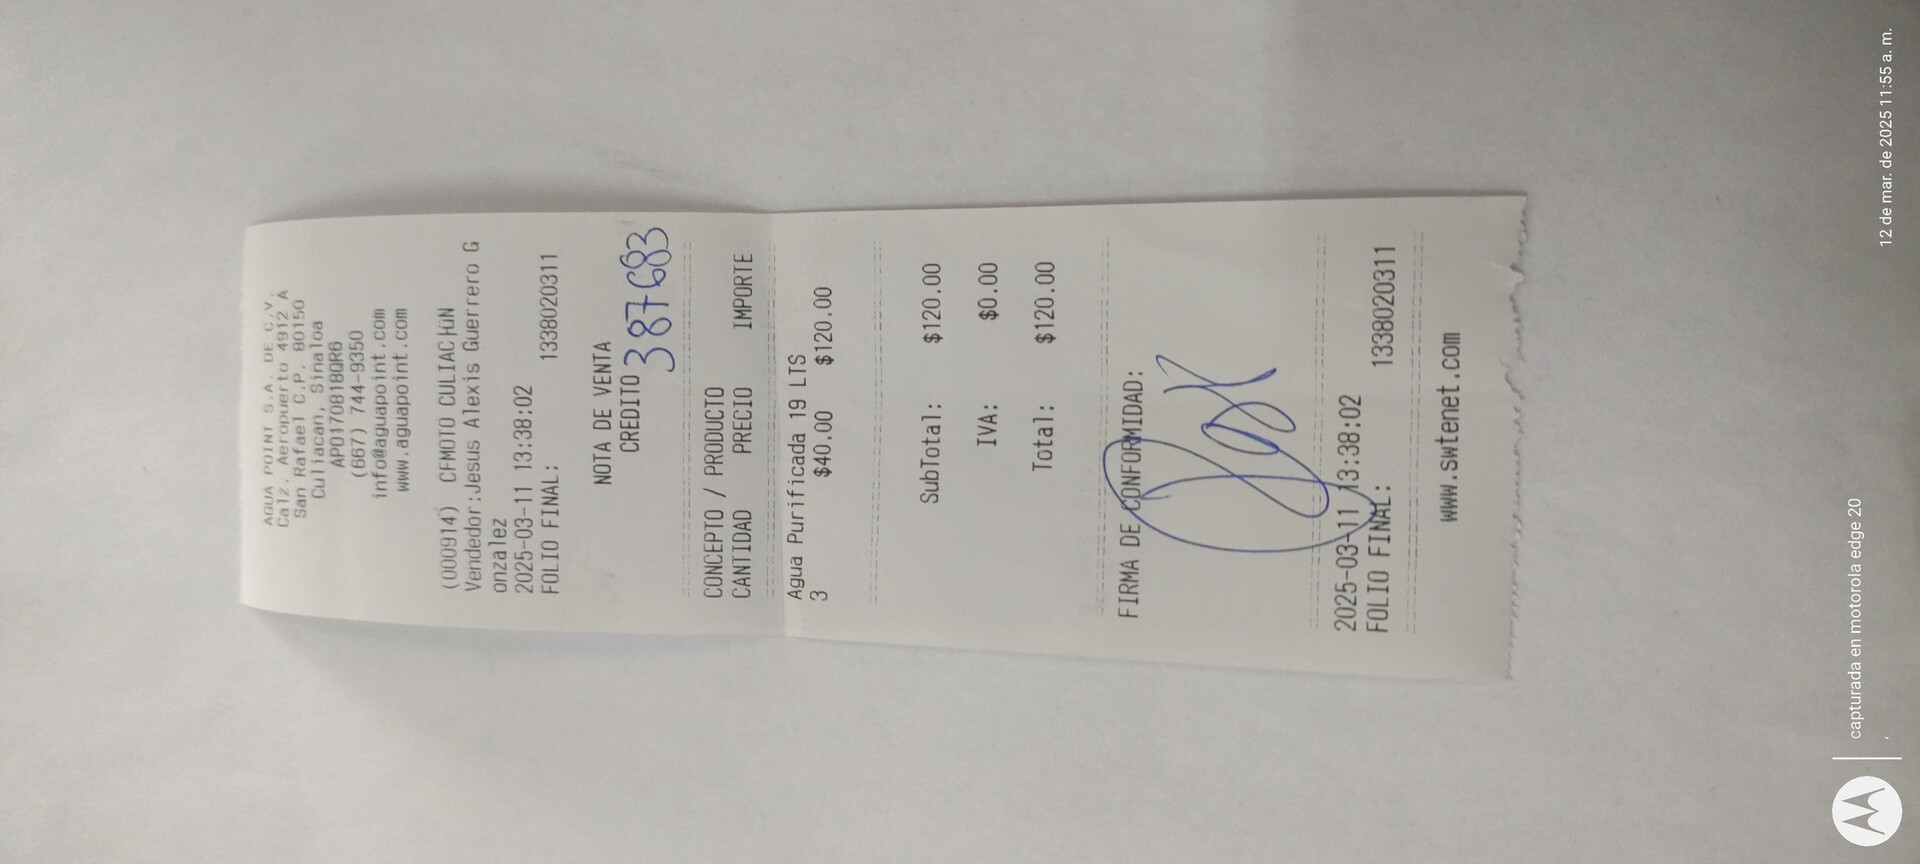 AGUA POINT S.A. DE C.V.
Calz. Aeropuerto 4912 A
San Rafael C.P. 80150
Culiacan, Sinaloa
APO170818QR6
(667) 744-9350
info@aguapoint.com
www.aguapoint.com
(000914) CFMOTO CULIAC
Vendedor:Jesus Alexis Guerrero G
onzalez
2025-03-11 13:38:02
FOLIO FINAL: 1338020311
NOTA DE VENTA
CREDITO 387683
CONCEPTO / PRODUCTO
CANTIDAD PRECIO IMPORTE
Agua Purificada 19 LTS
3 $40.00 $120.00
SubTotal: $120.00
IVA: $0.00
Total: $120.00
FIRMA DE CONFORMIDAD:
2025-03-11 13:38:02
FOLIO FINAL: 1338020311
www.swtenet.com
capturada en motorola edge 20
12 de mar. de 2025 11:55 a. m.